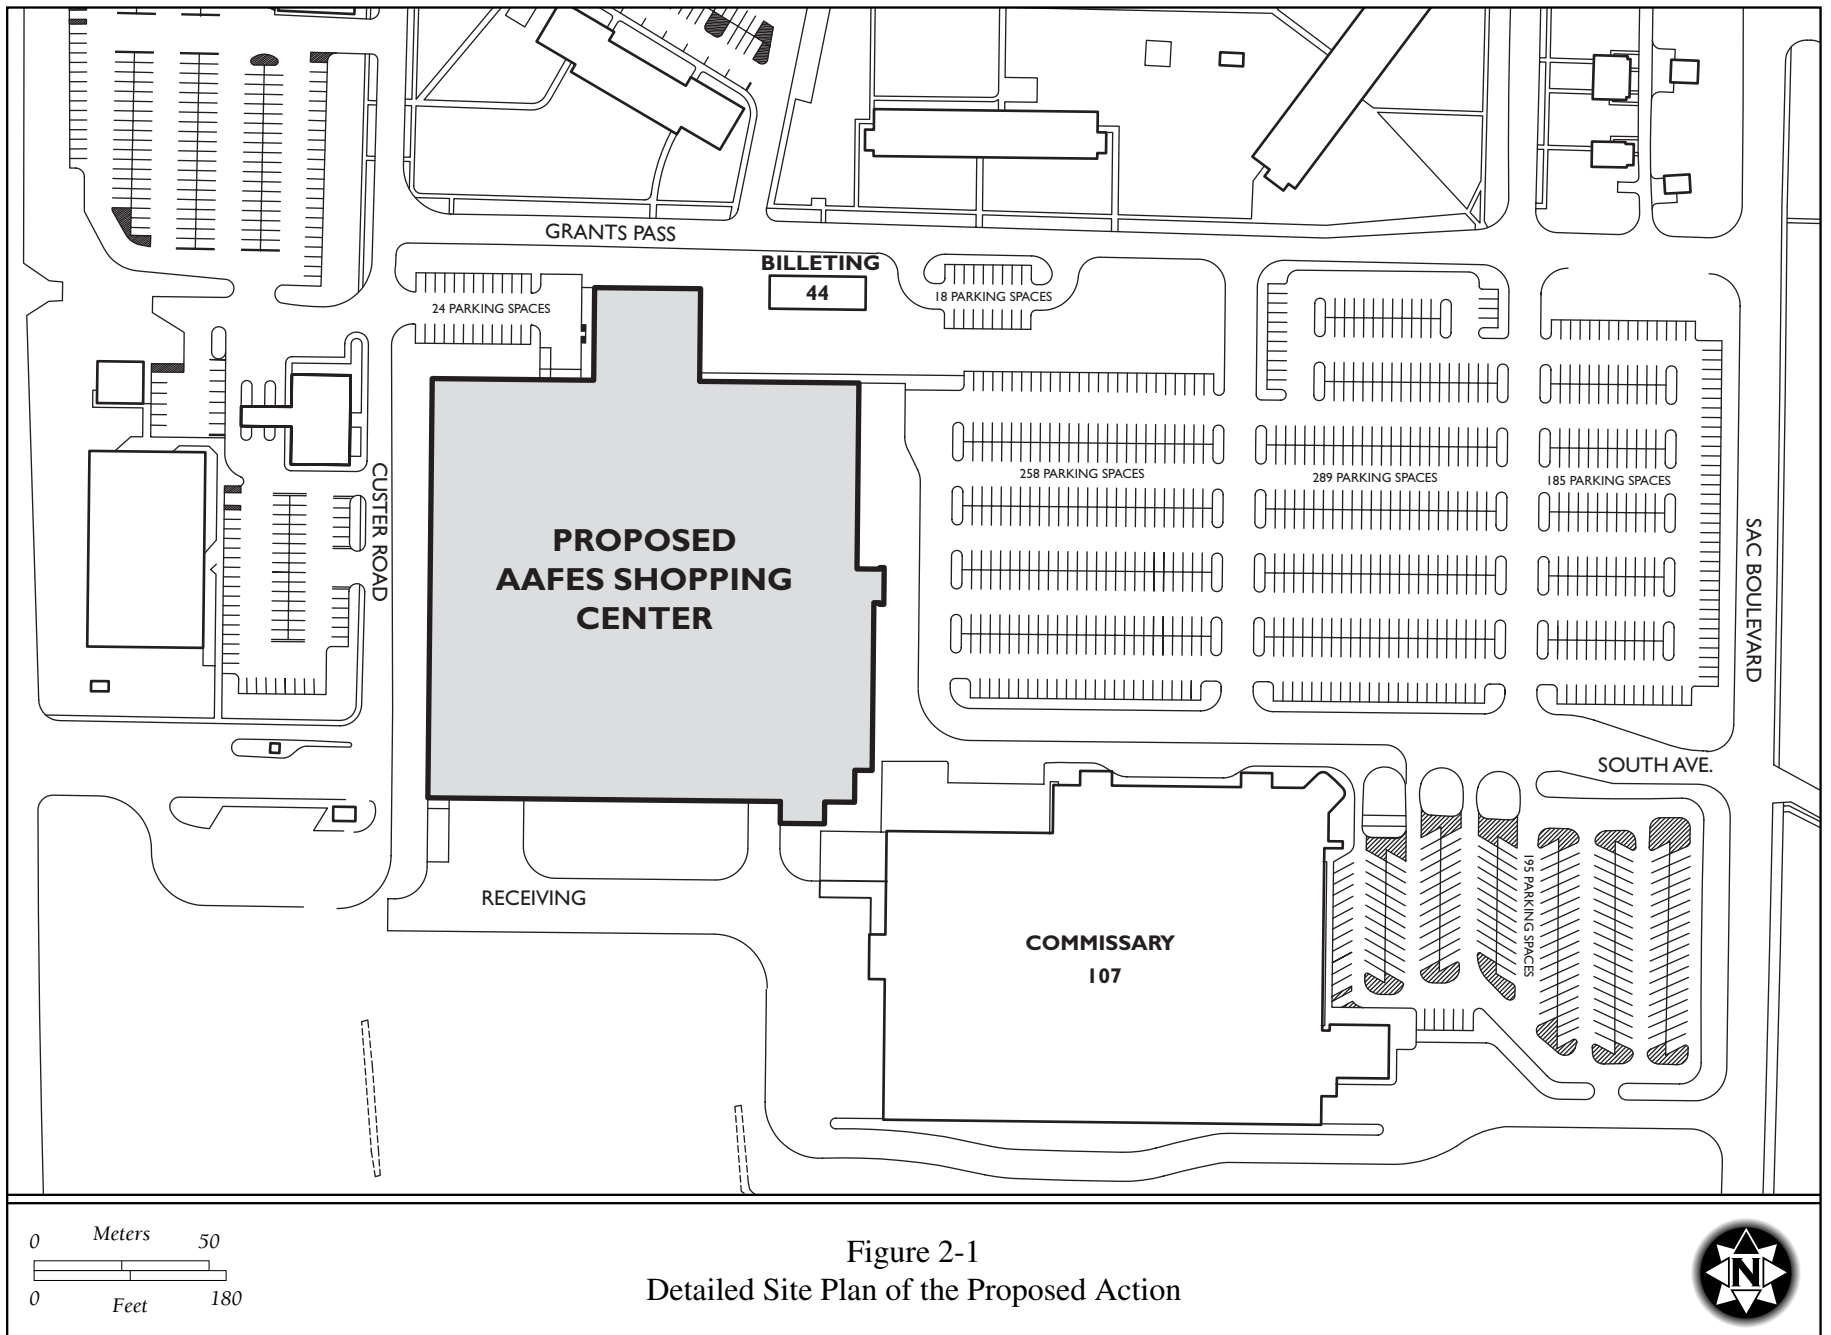 GRANTS PASS
BILLETING
44
24 PARKING SPACES
18 PARKING SPACES
258 PARKING SPACES
289 PARKING SPACES
185 PARKING SPACES
CUSTER ROAD
PROPOSED
AAFES SHOPPING
CENTER
SAC BOULEVARD
SOUTH AVE.
195 PARKING SPACES
RECEIVING
COMMISSARY
107
0 Meters 50
0 Feet 180
Figure 2-1
Detailed Site Plan of the Proposed Action
N